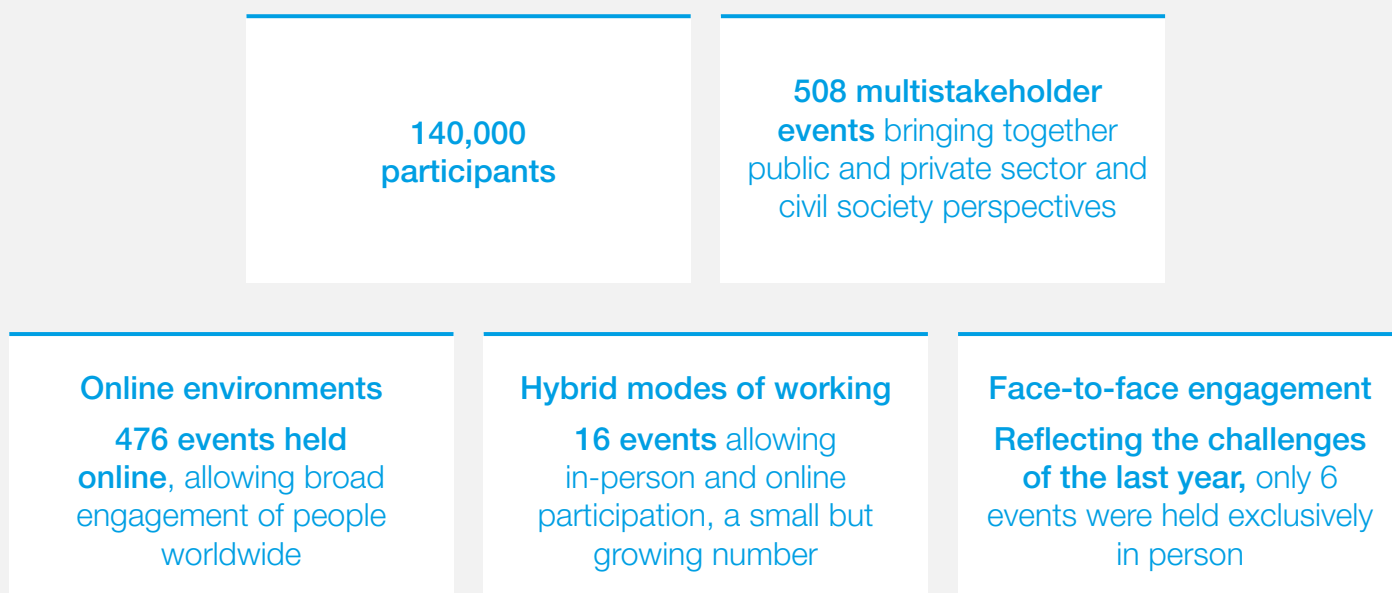 140,000
participants
508 multistakeholder
events bringing together
public and private sector and
civil society perspectives
Online environments
476 events held
online, allowing broad
engagement of people
worldwide
Hybrid modes of working
16 events allowing
in-person and online
participation, a small but
growing number
Face-to-face engagement
Reflecting the challenges
of the last year, only 6
events were held exclusively
in person